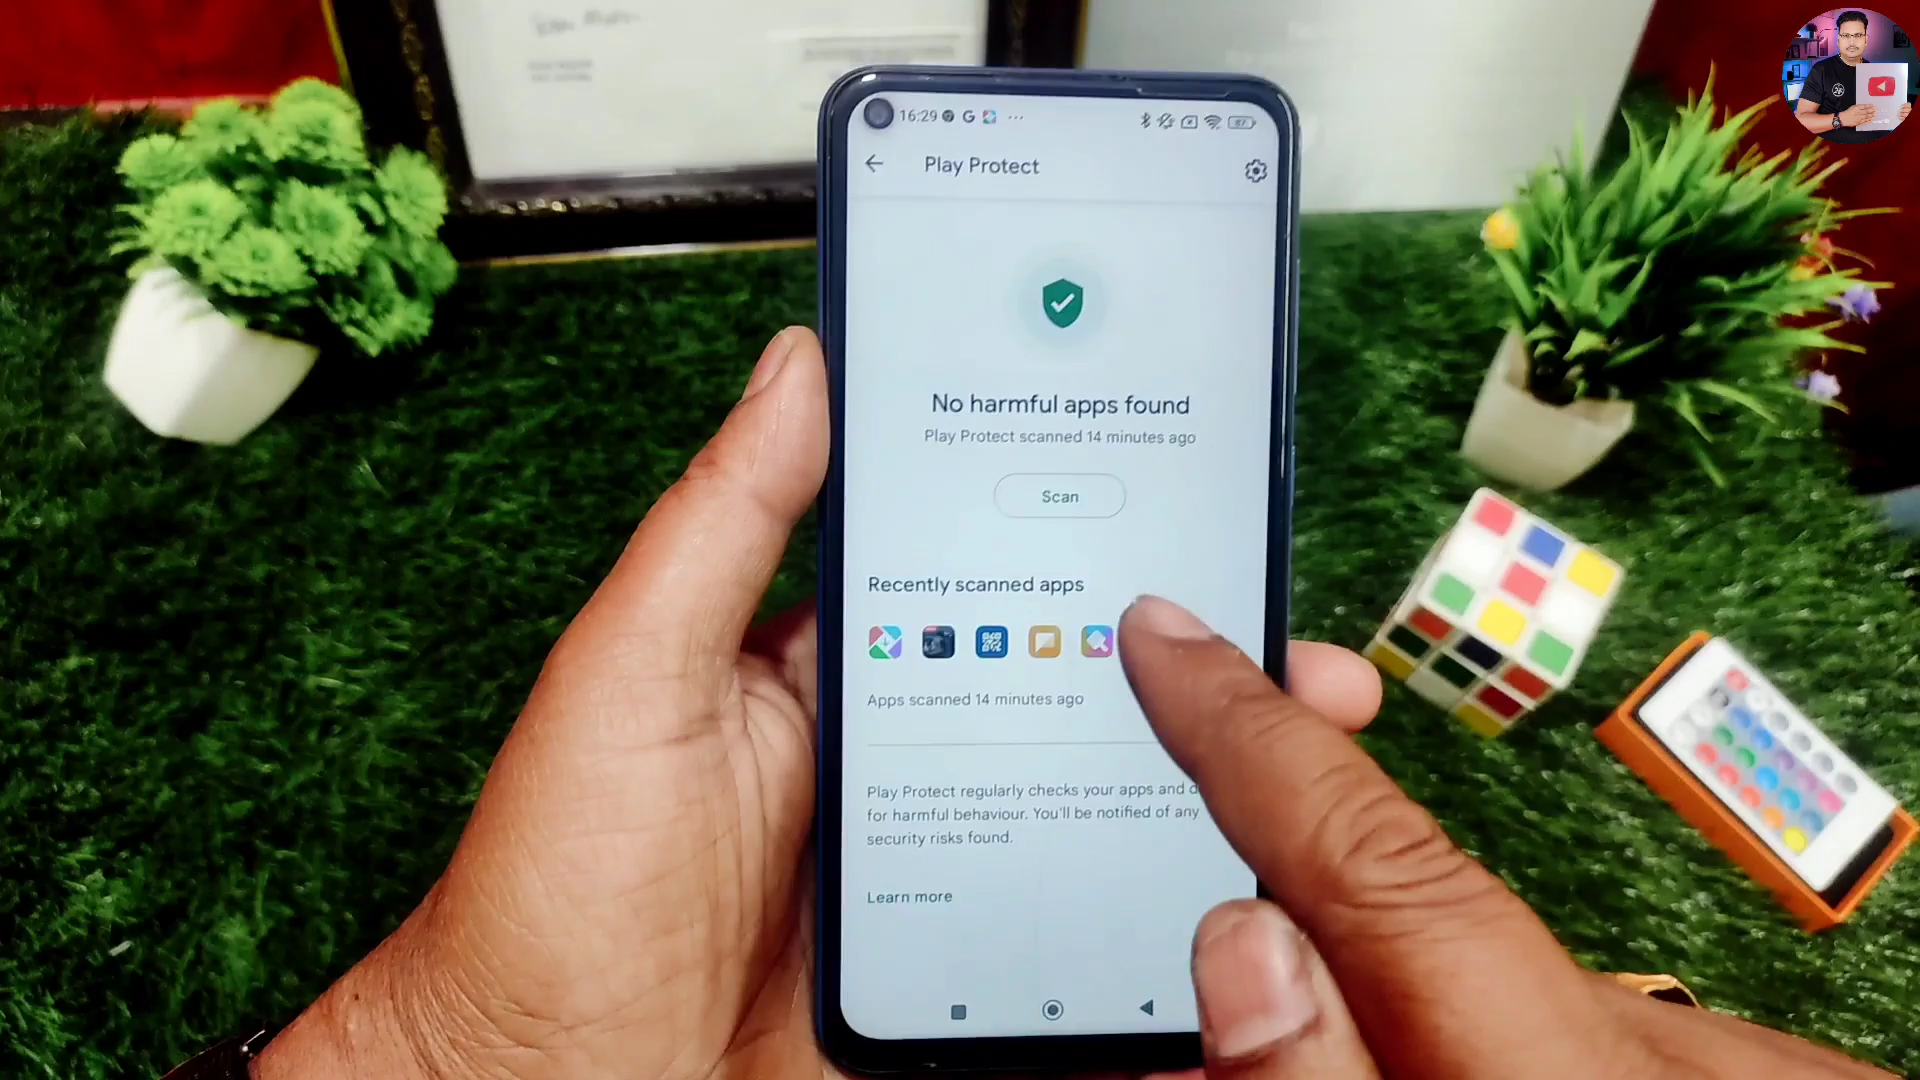 16:29
87
Play Protect
No harmful apps found
Play Protect scanned 14 minutes ago
Scan
Recently scanned apps
Apps scanned 14 minutes ago
Play Protect regularly checks your apps and d
for harmful behaviour. You'll be notified of any
security risks found.
Learn more